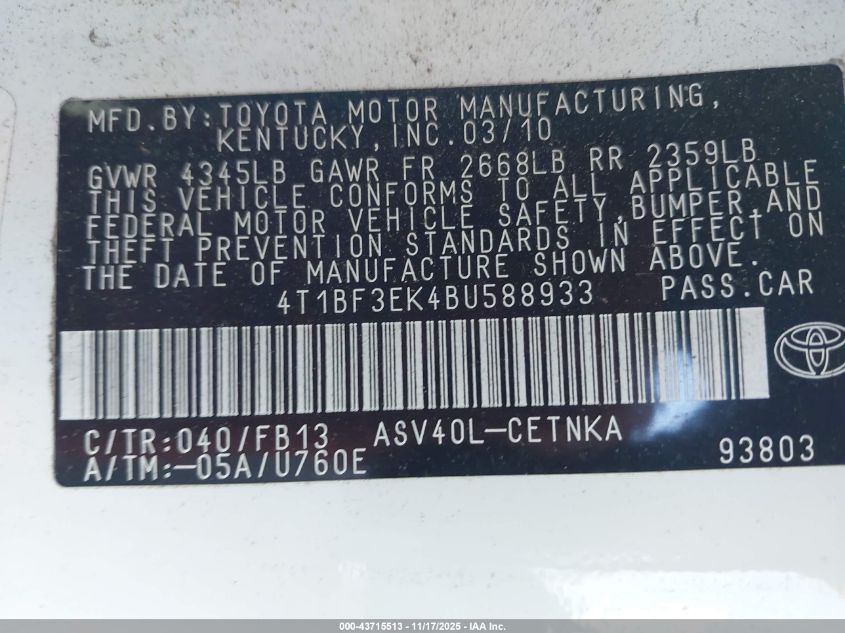 MFD.BY:TOYOTA MOTOR MANUFACTURING,
KENTUCKY,INC.03/10
GVWR 4345LB GAWR FR 2668LB RR 2359LB
THIS VEHICLE CONFORMS TO ALL APPLICABLE
FEDERAL MOTOR VEHICLE SAFETY,BUMPER,AND
THEFT PREVENTION STANDARDS IN EFFECT ON
THE DATE OF MANUFACTURE SHOWN ABOVE.
4T1BF3EK4BU588933 PASS.CAR
C/TR:040/FB13 ASV40L-CETNKA
A/TM:-05A/U760E 93803
000-43715513 - 11/17/2025 - IAA Inc.